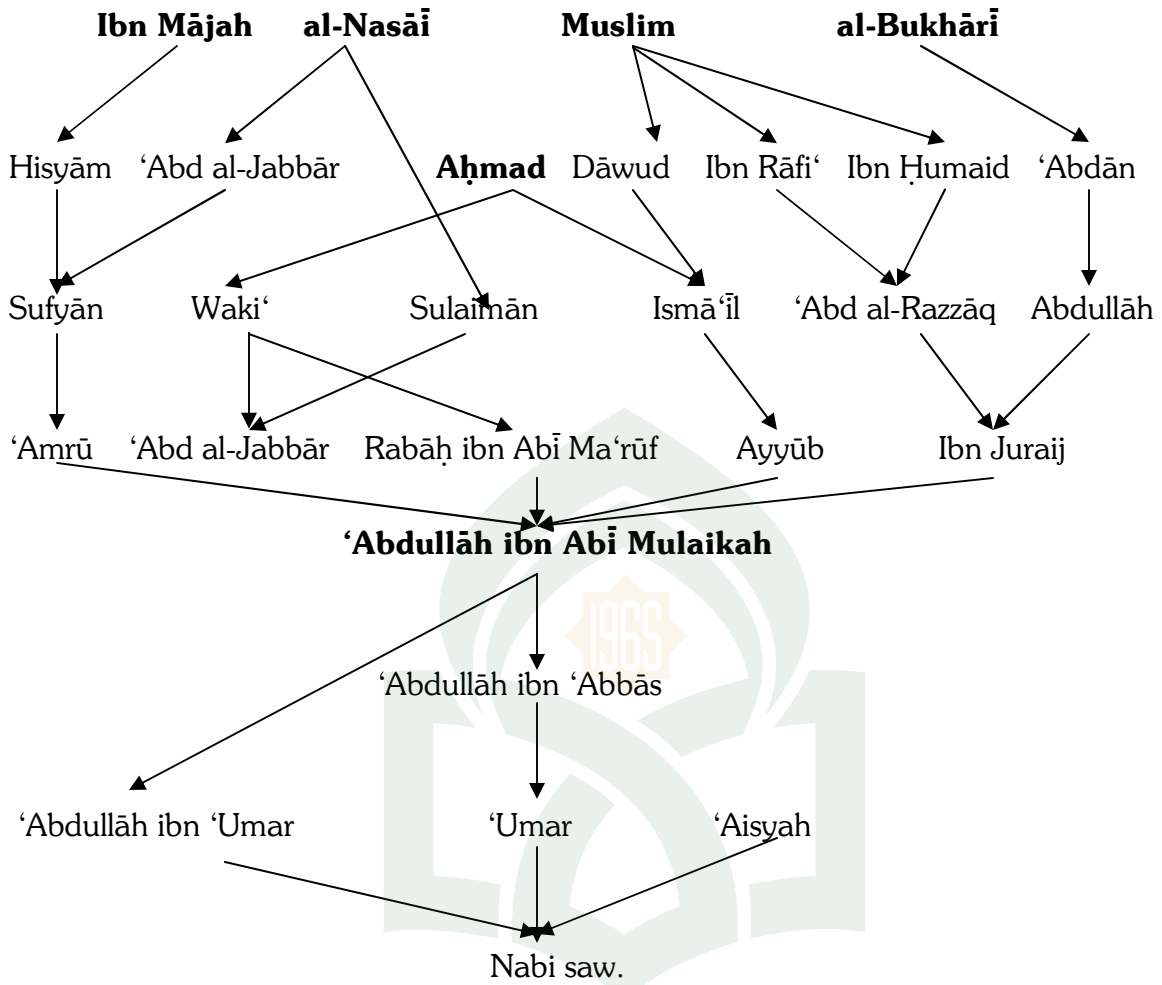 Ibn Mājah al-Nasāī Muslim al-Bukhārī
Hisyām ‘Abd al-Jabbār Aḥmad Dāwud Ibn Rāfi‘ Ibn Ḥumaid ‘Abdān
Sufyān Waki‘ Sulaimān Ismā‘īl ‘Abd al-Razzāq Abdullāh
‘Amrū ‘Abd al-Jabbār Rabāḥ ibn Abī Ma‘rūf Ayyūb Ibn Juraij
‘Abdullāh ibn Abī Mulaikah
1965
‘Abdullāh ibn ‘Abbās
‘Abdullāh ibn ‘Umar ‘Umar ‘Aisyah
Nabi saw.